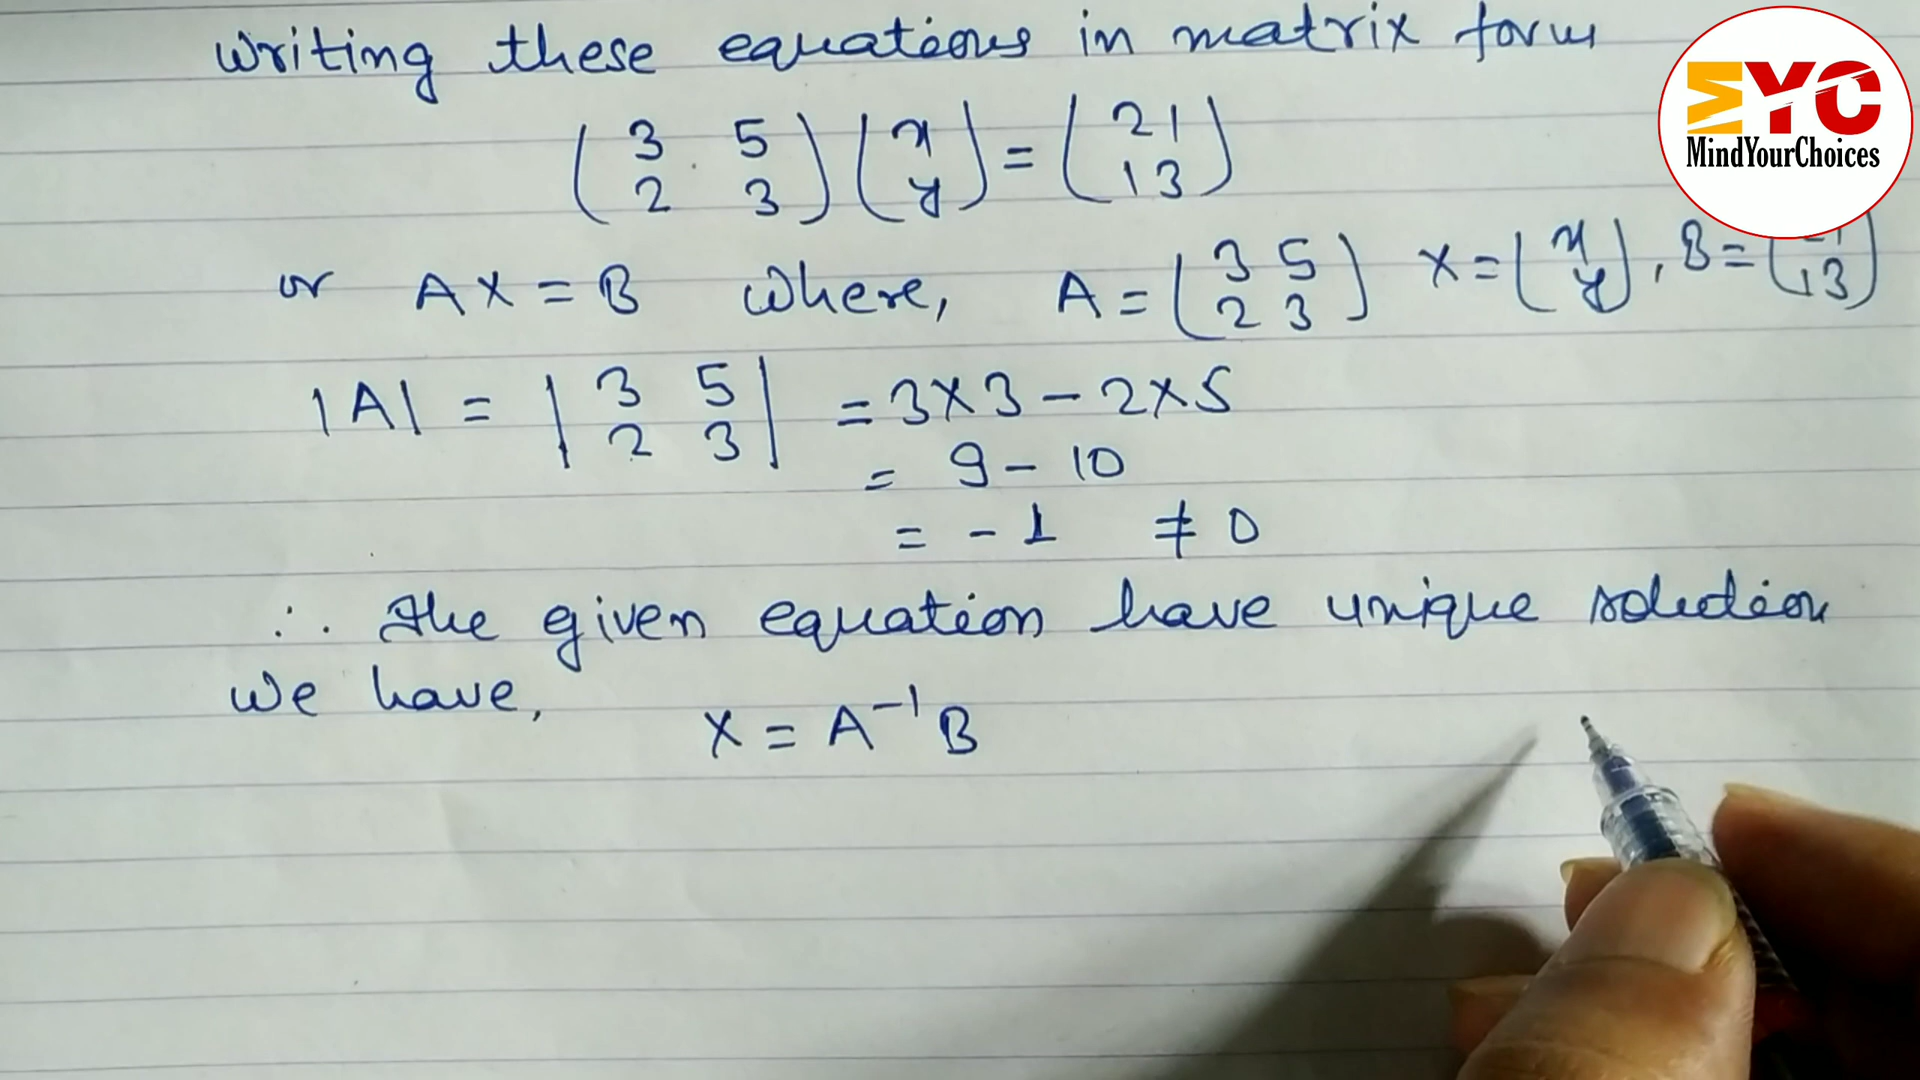 writing these equations in matrix form
( 3 5 ) ( x ) = ( 21 )
( 2 3 ) ( y ) ( 13 )
or AX = B where, A = ( 3 5 ) X = ( x ) , B = ( 21 )
( 2 3 ) ( y ) ( 13 )
|A| = | 3 5 | = 3×3 - 2×5
| 2 3 |
= 9 - 10
= -1 ≠ 0
∴ the given equation have unique solution
we have,
X = A⁻¹B
MYC
MindYourChoices